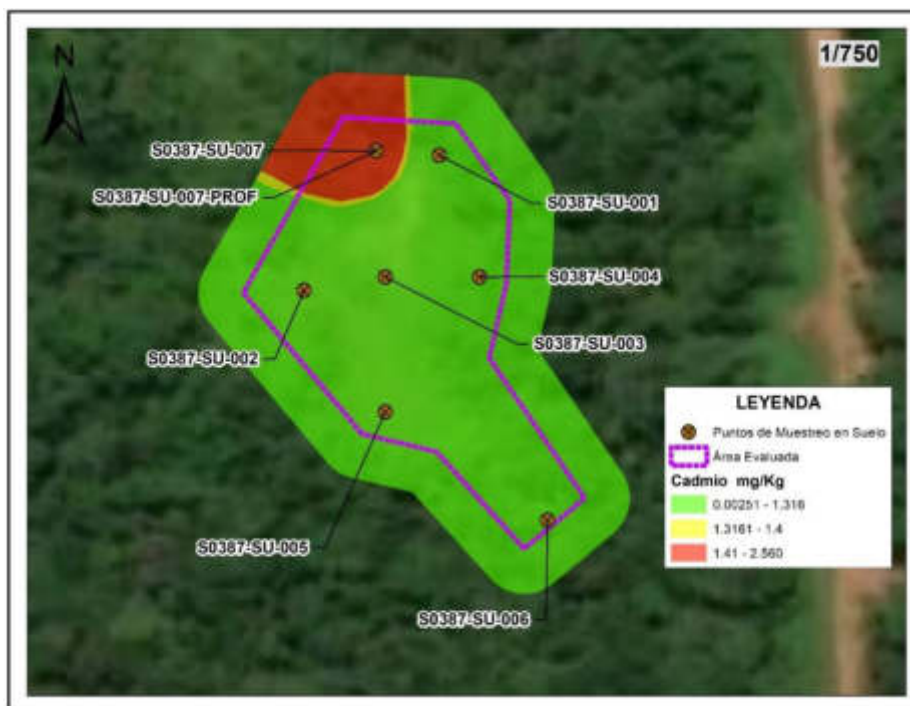 N
1/750
S0387-SU-007
S0387-SU-007-PROF
S0387-SU-001
S0387-SU-004
S0387-SU-003
S0387-SU-002
S0387-SU-005
S0387-SU-006
LEYENDA
Puntos de Muestreo en Suelo
Área Evaluada
Cadmio mg/Kg
0.00251 - 1.316
1.3161 - 1.4
1.41 - 2.560